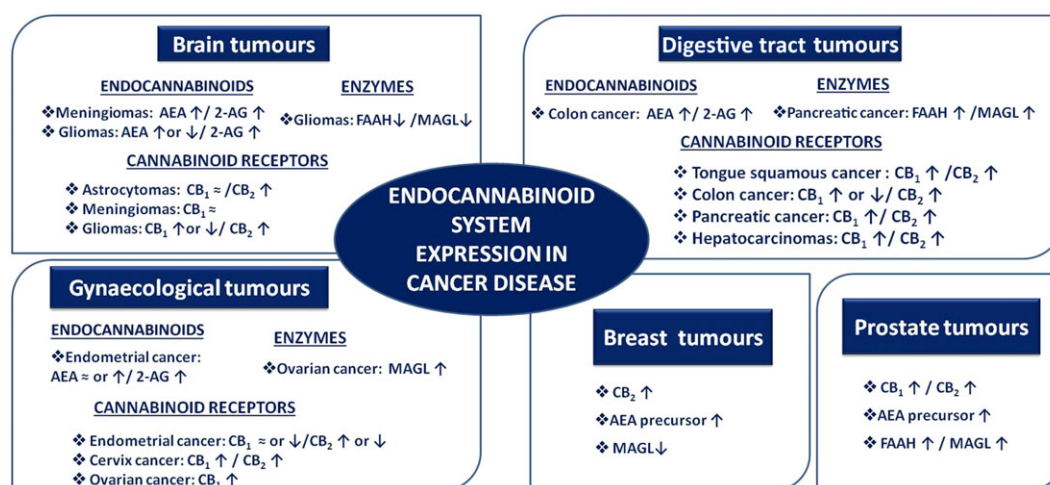 Brain tumours
ENDOCANNABINOIDS
❖Meningiomas: AEA ↑/ 2-AG ↑
❖ Gliomas: AEA ↑or ↓/ 2-AG ↑
ENZYMES
❖Gliomas: FAAH↓ /MAGL↓
CANNABINOID RECEPTORS
❖ Astrocytomas: CB₁ ≈ /CB₂ ↑
❖ Meningiomas: CB₁ ≈
❖ Gliomas: CB₁ ↑or ↓/ CB₂ ↑
Digestive tract tumours
ENDOCANNABINOIDS
❖ Colon cancer: AEA ↑/ 2-AG ↑
ENZYMES
❖Pancreatic cancer: FAAH ↑ /MAGL ↑
CANNABINOID RECEPTORS
❖ Tongue squamous cancer : CB₁ ↑ /CB₂ ↑
❖ Colon cancer: CB₁ ↑ or ↓/ CB₂ ↑
❖ Pancreatic cancer: CB₁ ↑/ CB₂ ↑
❖ Hepatocarcinomas: CB₁ ↑/ CB₂ ↑
ENDOCANNABINOID
SYSTEM
EXPRESSION IN
CANCER DISEASE
Gynaecological tumours
ENDOCANNABINOIDS
❖Endometrial cancer:
AEA ≈ or ↑/ 2-AG ↑
ENZYMES
❖Ovarian cancer: MAGL ↑
CANNABINOID RECEPTORS
❖ Endometrial cancer: CB₁ ≈ or ↓/CB₂ ↑ or ↓
❖ Cervix cancer: CB₁ ↑ / CB₂ ↑
❖ Ovarian cancer: CB₁ ↑
Breast tumours
❖ CB₂ ↑
❖ AEA precursor ↑
❖ MAGL↓
Prostate tumours
❖ CB₁ ↑ / CB₂ ↑
❖AEA precursor ↑
❖ FAAH ↑ / MAGL ↑